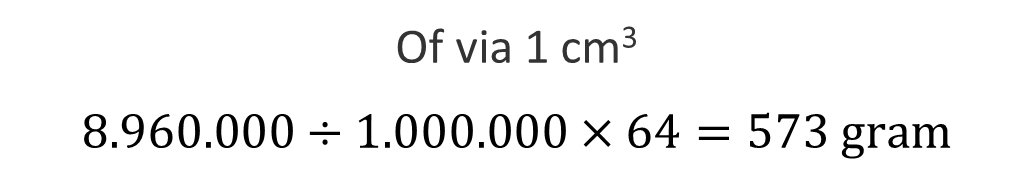 Of via 1 cm³
8.960.000 ÷ 1.000.000 × 64 = 573 gram